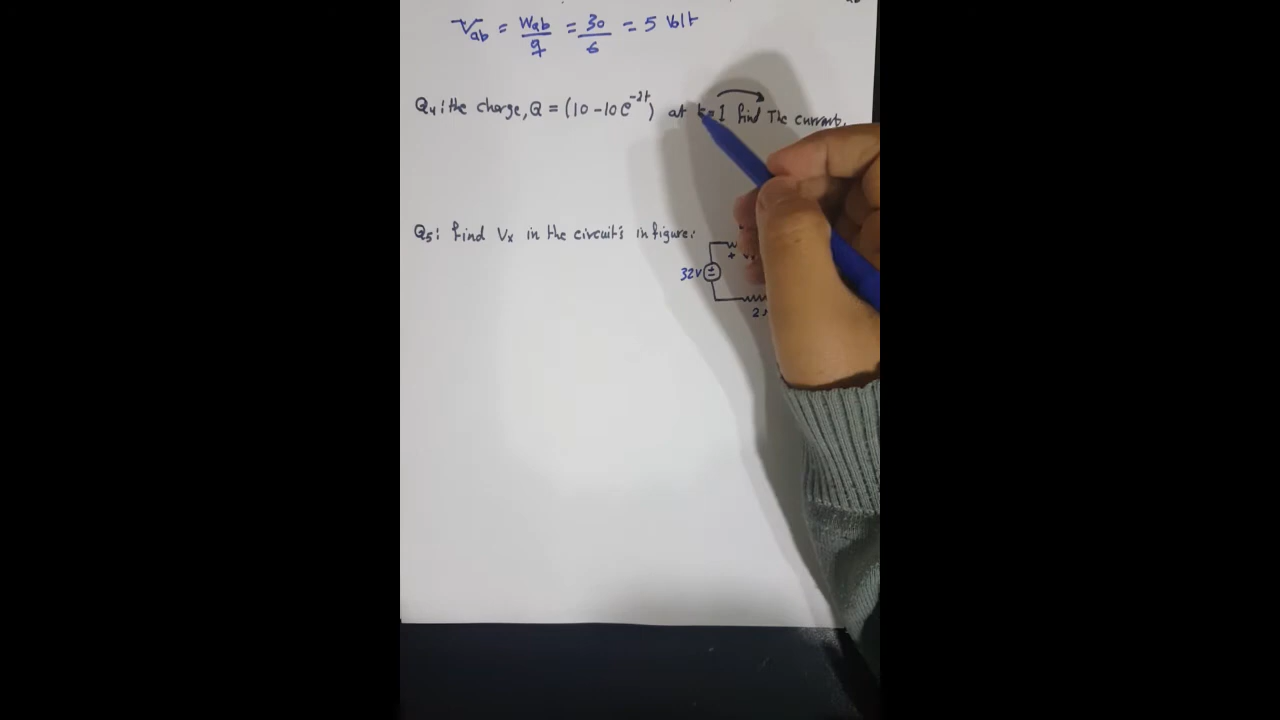 Vab = Wab/q = 30/6 = 5 Volt
Q4: the charge, Q = (10 - 10e^-2t) at t=1 find The current.
Q5: find Vx in the circuit's in figure:
32V
+
2